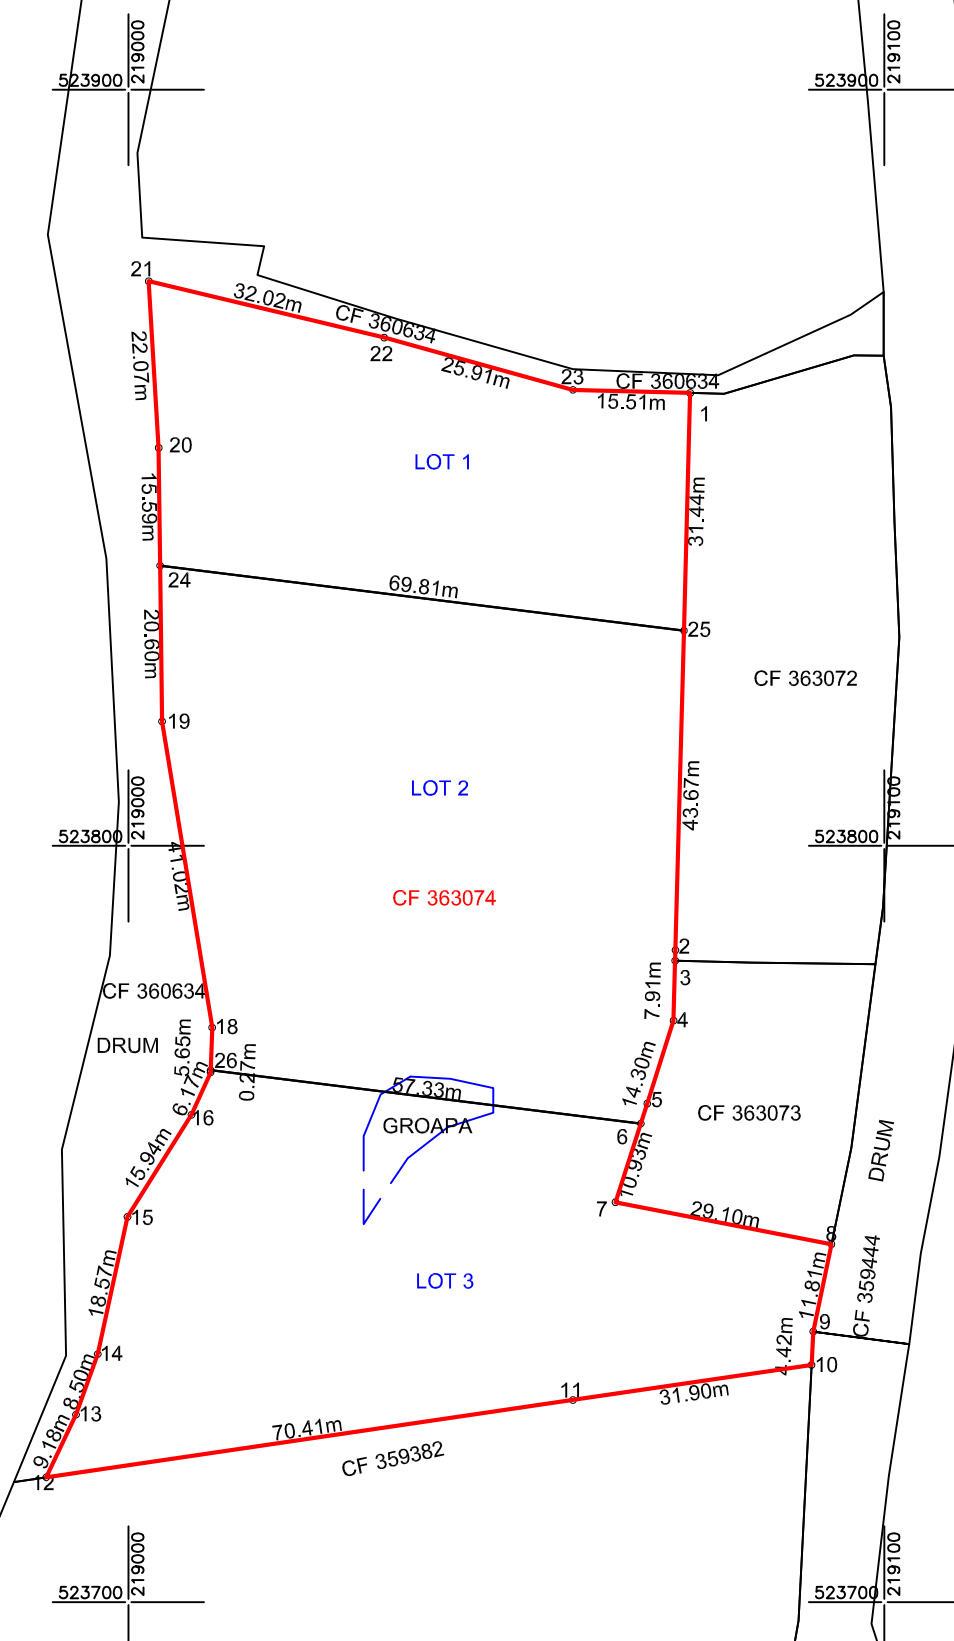 219000
219100
523900
523900
21
32.02m
CF 360634
22
25.91m
23
CF 360634
15.51m
1
22.07m
20
LOT 1
15.59m
31.44m
24
69.81m
25
20.60m
CF 363072
19
LOT 2
43.67m
219000
219100
523800
523800
41.02m
CF 363074
2
3
CF 360634
7.91m
18
4
DRUM
5.65m
26
0.27m
6.17m
57.33m
14.30m
5
16
GROAPA
CF 363073
6
DRUM
15.94m
10.93m
7
15
29.10m
8
18.57m
LOT 3
11.81m
CF 359444
9
4.42m
14
10
8.50m
11
31.90m
13
70.41m
9.18m
CF 359382
12
219000
219100
523700
523700